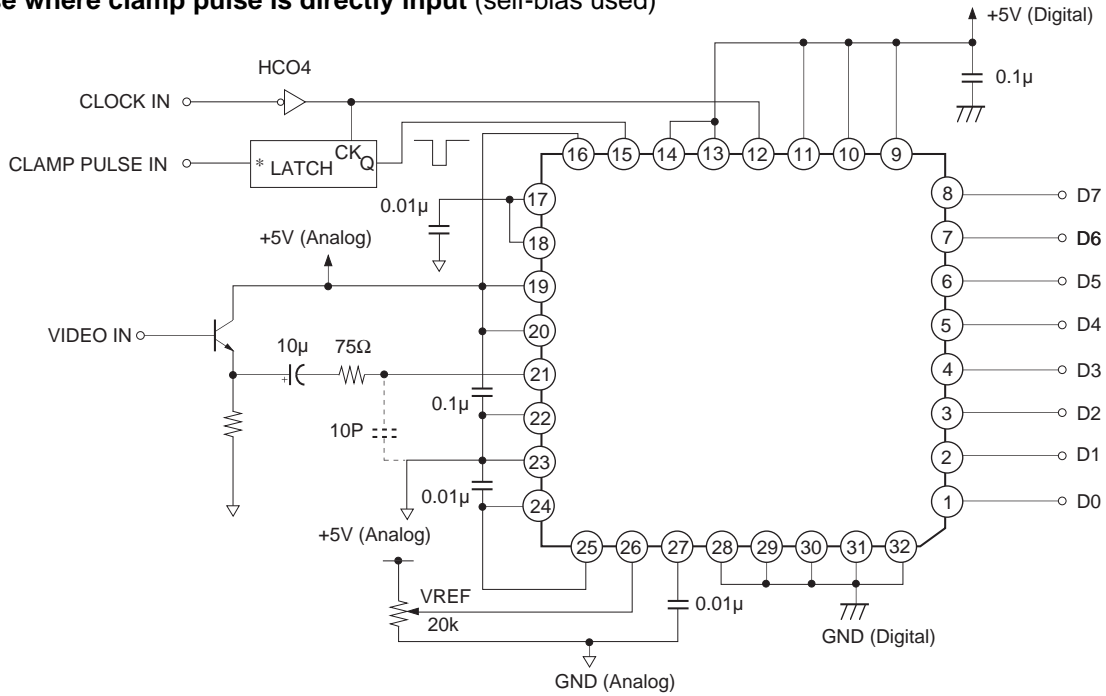 se where clamp pulse is directly input (self-bias used)
+5V (Digital)
HCO4
0.1µ
CLOCK IN
CK
Q
* LATCH
CLAMP PULSE IN
16 15 14 13 12 11 10 9
0.01µ
17
8 D7
+5V (Analog)
18
7 D6
19
6 D5
VIDEO IN
20
5 D4
10µ 75Ω
+
21
4 D3
0.1µ
10P
22
3 D2
23
2 D1
0.01µ
24
1 D0
+5V (Analog)
25 26 27 28 29 30 31 32
VREF
20k
0.01µ
GND (Digital)
GND (Analog)